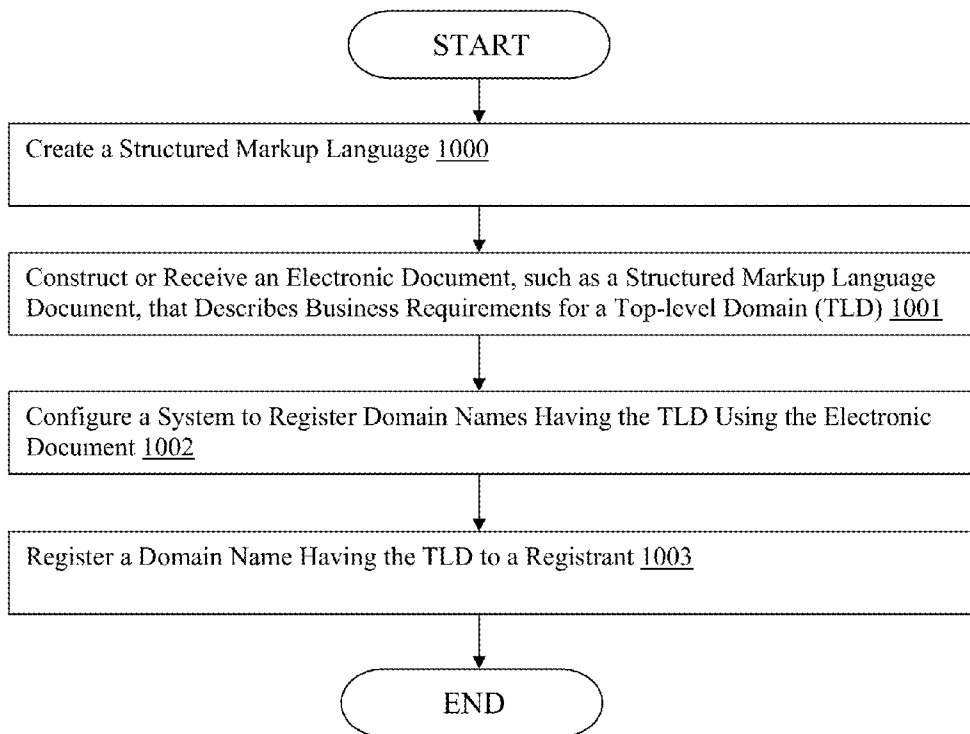 START
Create a Structured Markup Language 1000
Construct or Receive an Electronic Document, such as a Structured Markup Language
Document, that Describes Business Requirements for a Top-level Domain (TLD) 1001
Configure a System to Register Domain Names Having the TLD Using the Electronic
Document 1002
Register a Domain Name Having the TLD to a Registrant 1003
END